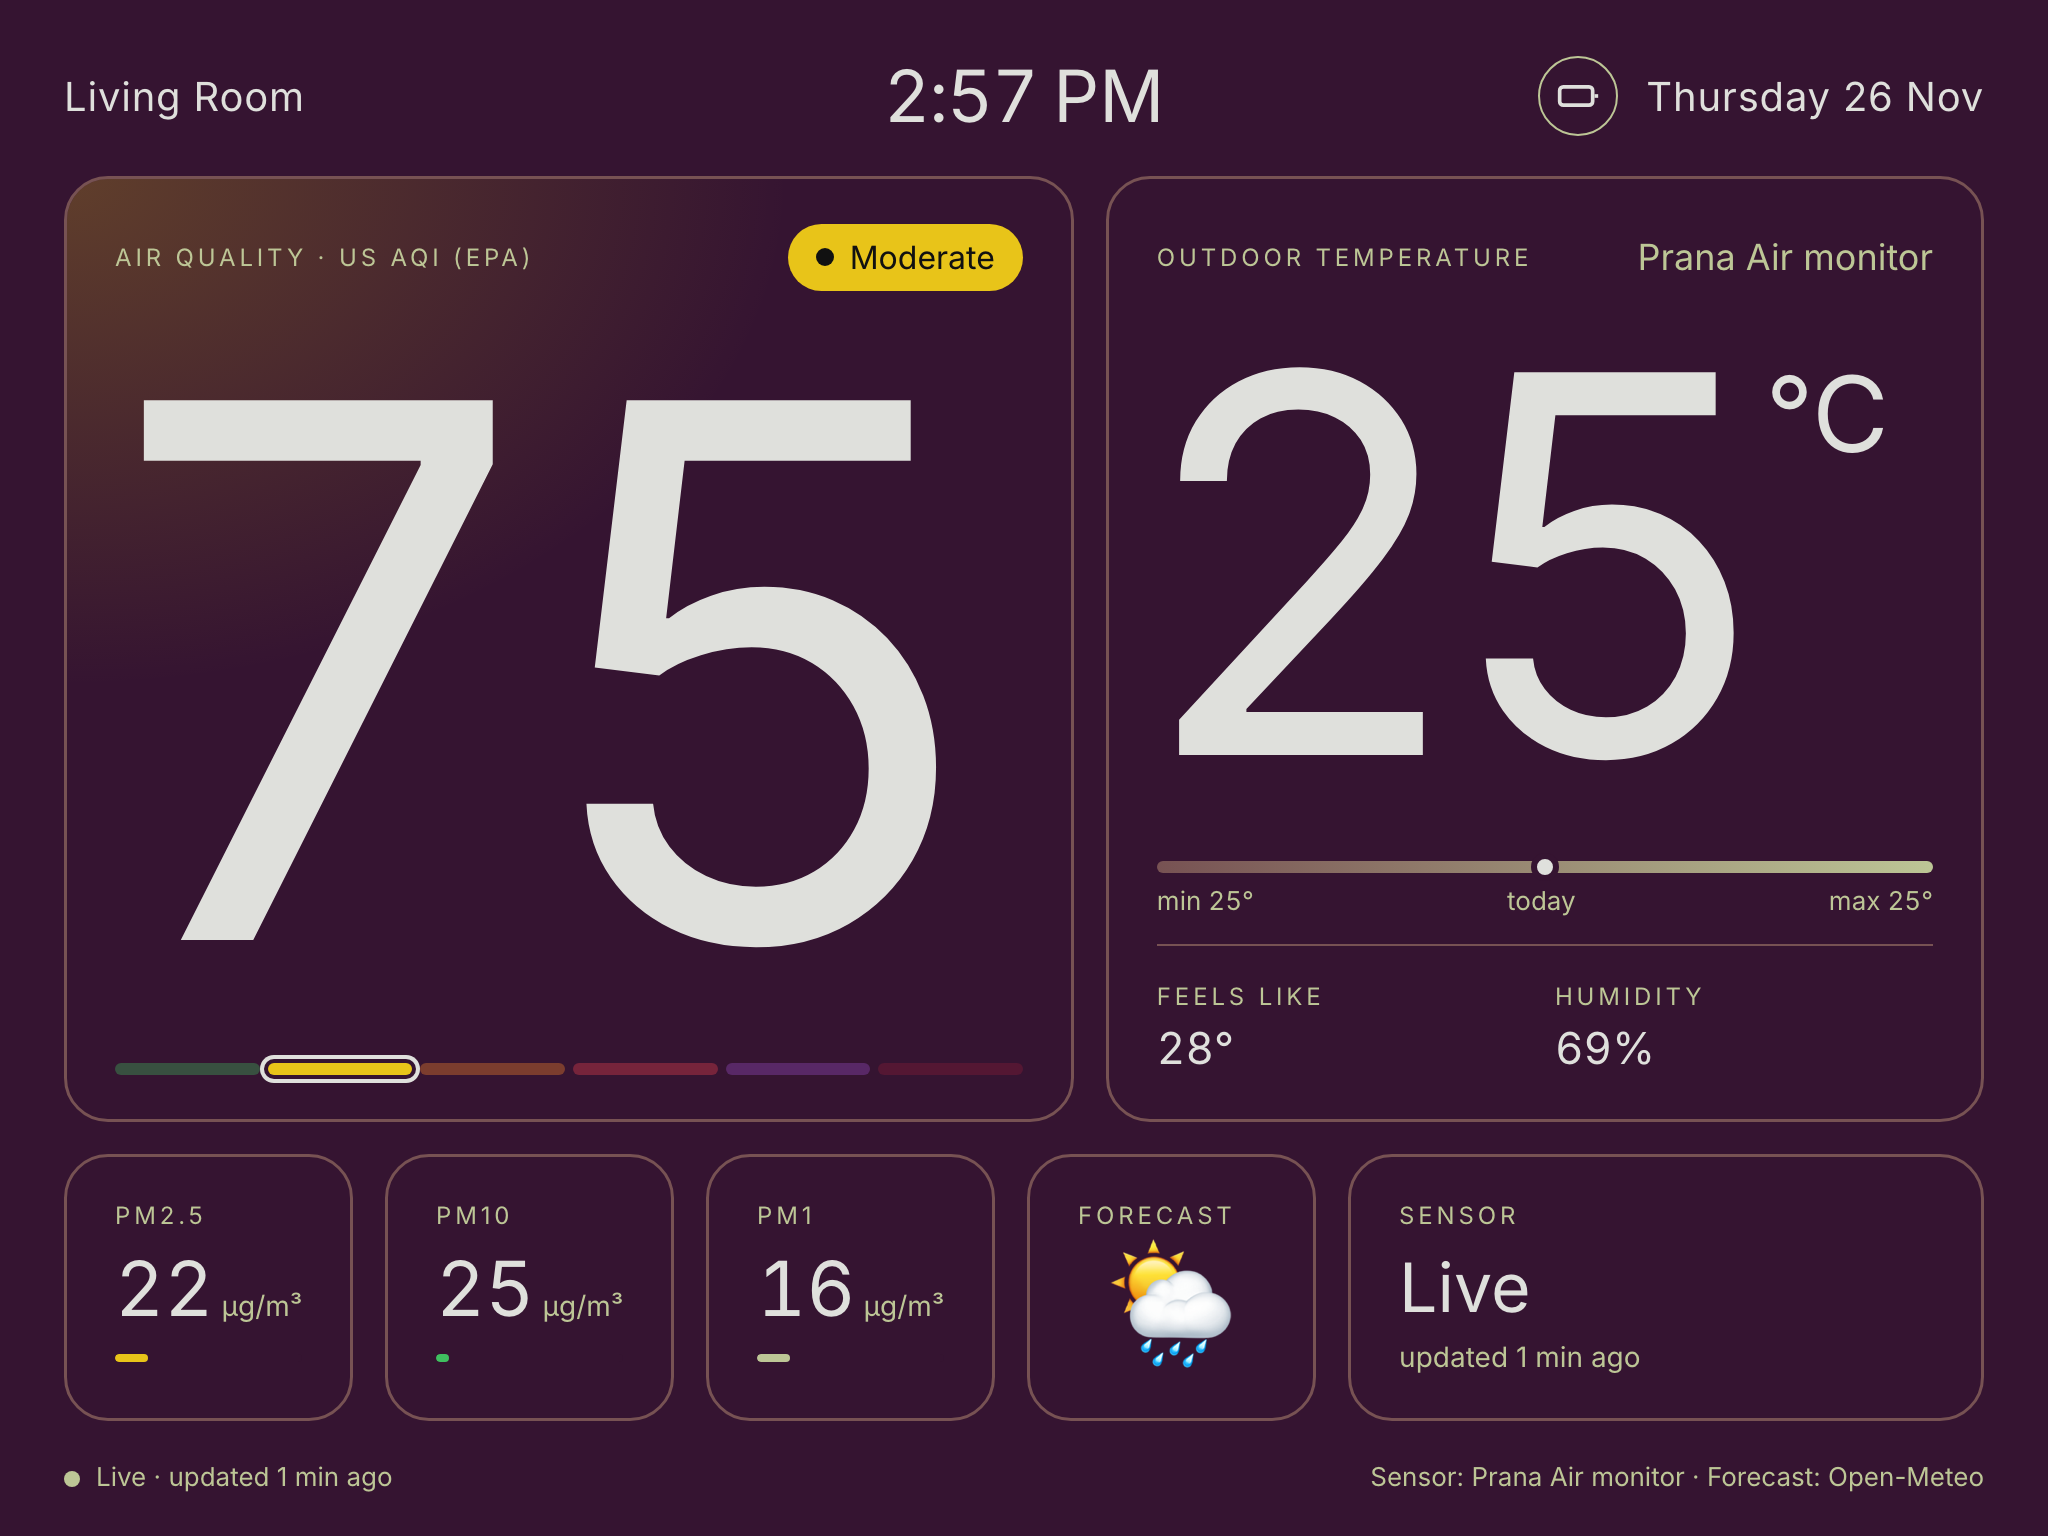 Living Room
2:57 PM
Thursday 26 Nov
AIR QUALITY · US AQI (EPA)
Moderate
75
OUTDOOR TEMPERATURE
Prana Air monitor
25 °C
min 25°
today
max 25°
FEELS LIKE
28°
HUMIDITY
69%
PM2.5
22 µg/m³
PM10
25 µg/m³
PM1
16 µg/m³
FORECAST
SENSOR
Live
updated 1 min ago
Live · updated 1 min ago
Sensor: Prana Air monitor · Forecast: Open-Meteo